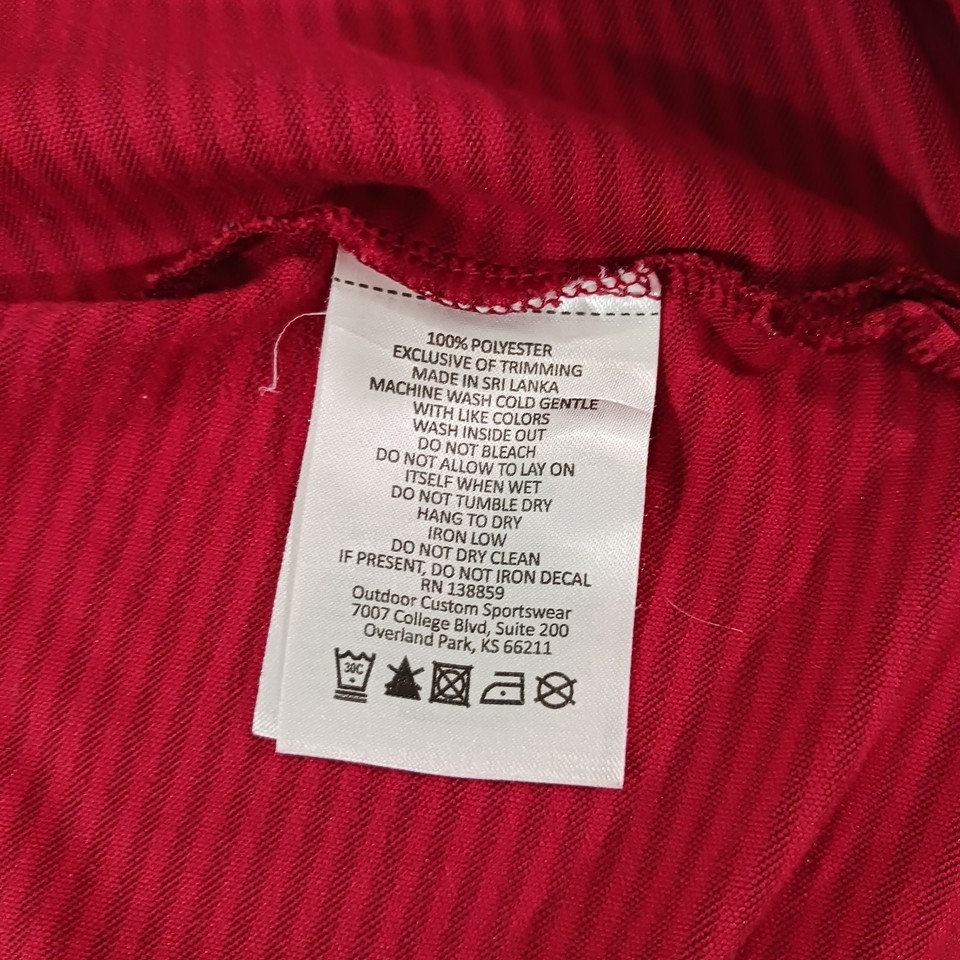 100% POLYESTER
EXCLUSIVE OF TRIMMING
MADE IN SRI LANKA
MACHINE WASH COLD GENTLE
WITH LIKE COLORS
WASH INSIDE OUT
DO NOT BLEACH
DO NOT ALLOW TO LAY ON
ITSELF WHEN WET
DO NOT TUMBLE DRY
HANG TO DRY
IRON LOW
DO NOT DRY CLEAN
IF PRESENT, DO NOT IRON DECAL
RN 138859
Outdoor Custom Sportswear
7007 College Blvd, Suite 200
Overland Park, KS 66211
30C